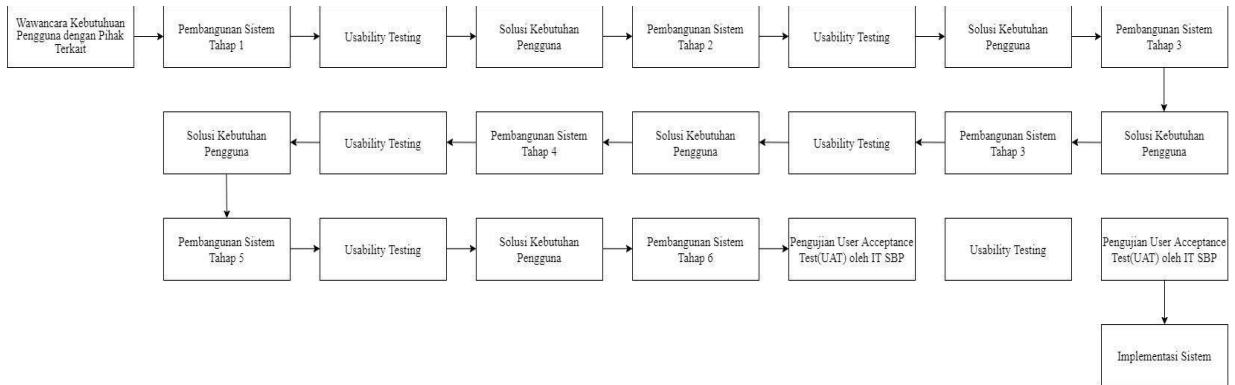 Wawancara Kebutuhuan
Pengguna dengan Pihak
Terkait
Pembangunan Sistem
Tahap 1
Usability Testing
Solusi Kebutuhan
Pengguna
Pembangunan Sistem
Tahap 2
Usability Testing
Solusi Kebutuhan
Pengguna
Pembangunan Sistem
Tahap 3
Solusi Kebutuhan
Pengguna
Pembangunan Sistem
Tahap 3
Usability Testing
Solusi Kebutuhan
Pengguna
Pembangunan Sistem
Tahap 4
Usability Testing
Solusi Kebutuhan
Pengguna
Pembangunan Sistem
Tahap 5
Usability Testing
Solusi Kebutuhan
Pengguna
Pembangunan Sistem
Tahap 6
Pengujian User Acceptance
Test(UAT) oleh IT SBP
Usability Testing
Pengujian User Acceptance
Test(UAT) oleh IT SBP
Implementasi Sistem